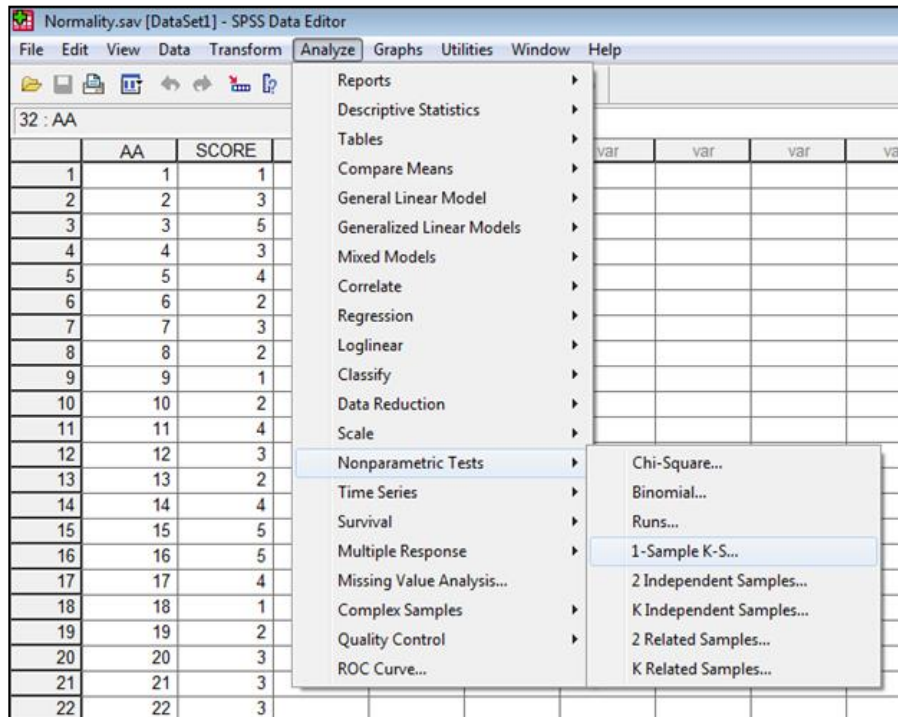 Normality.sav [DataSet1] - SPSS Data Editor
File Edit View Data Transform Analyze Graphs Utilities Window Help
32 : AA
AA SCORE var var var va
1 1 1
2 2 3
3 3 5
4 4 3
5 5 4
6 6 2
7 7 3
8 8 2
9 9 1
10 10 2
11 11 4
12 12 3
13 13 2
14 14 4
15 15 5
16 16 5
17 17 4
18 18 1
19 19 2
20 20 3
21 21 3
22 22 3
Reports
Descriptive Statistics
Tables
Compare Means
General Linear Model
Generalized Linear Models
Mixed Models
Correlate
Regression
Loglinear
Classify
Data Reduction
Scale
Nonparametric Tests
Time Series
Survival
Multiple Response
Missing Value Analysis...
Complex Samples
Quality Control
ROC Curve...
Chi-Square...
Binomial...
Runs...
1-Sample K-S...
2 Independent Samples...
K Independent Samples...
2 Related Samples...
K Related Samples...